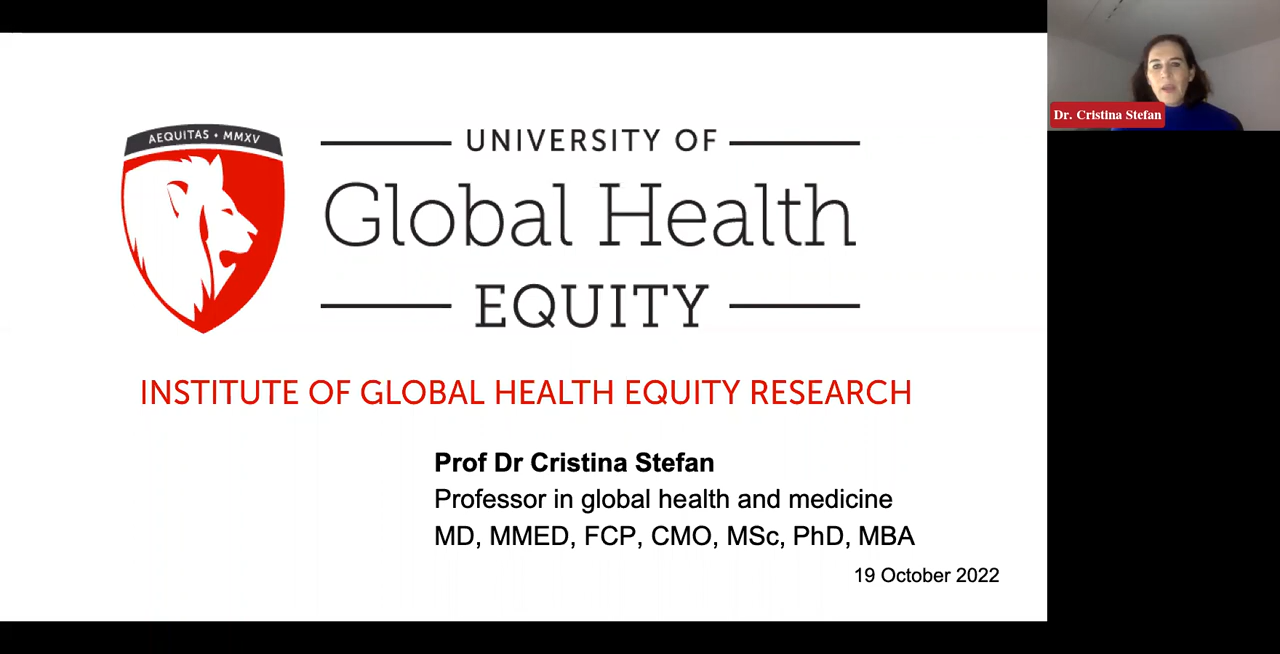 AEQUITAS • MMXV
UNIVERSITY OF
Global Health
EQUITY
INSTITUTE OF GLOBAL HEALTH EQUITY RESEARCH
Prof Dr Cristina Stefan
Professor in global health and medicine
MD, MMED, FCP, CMO, MSc, PhD, MBA
19 October 2022
Dr. Cristina Stefan